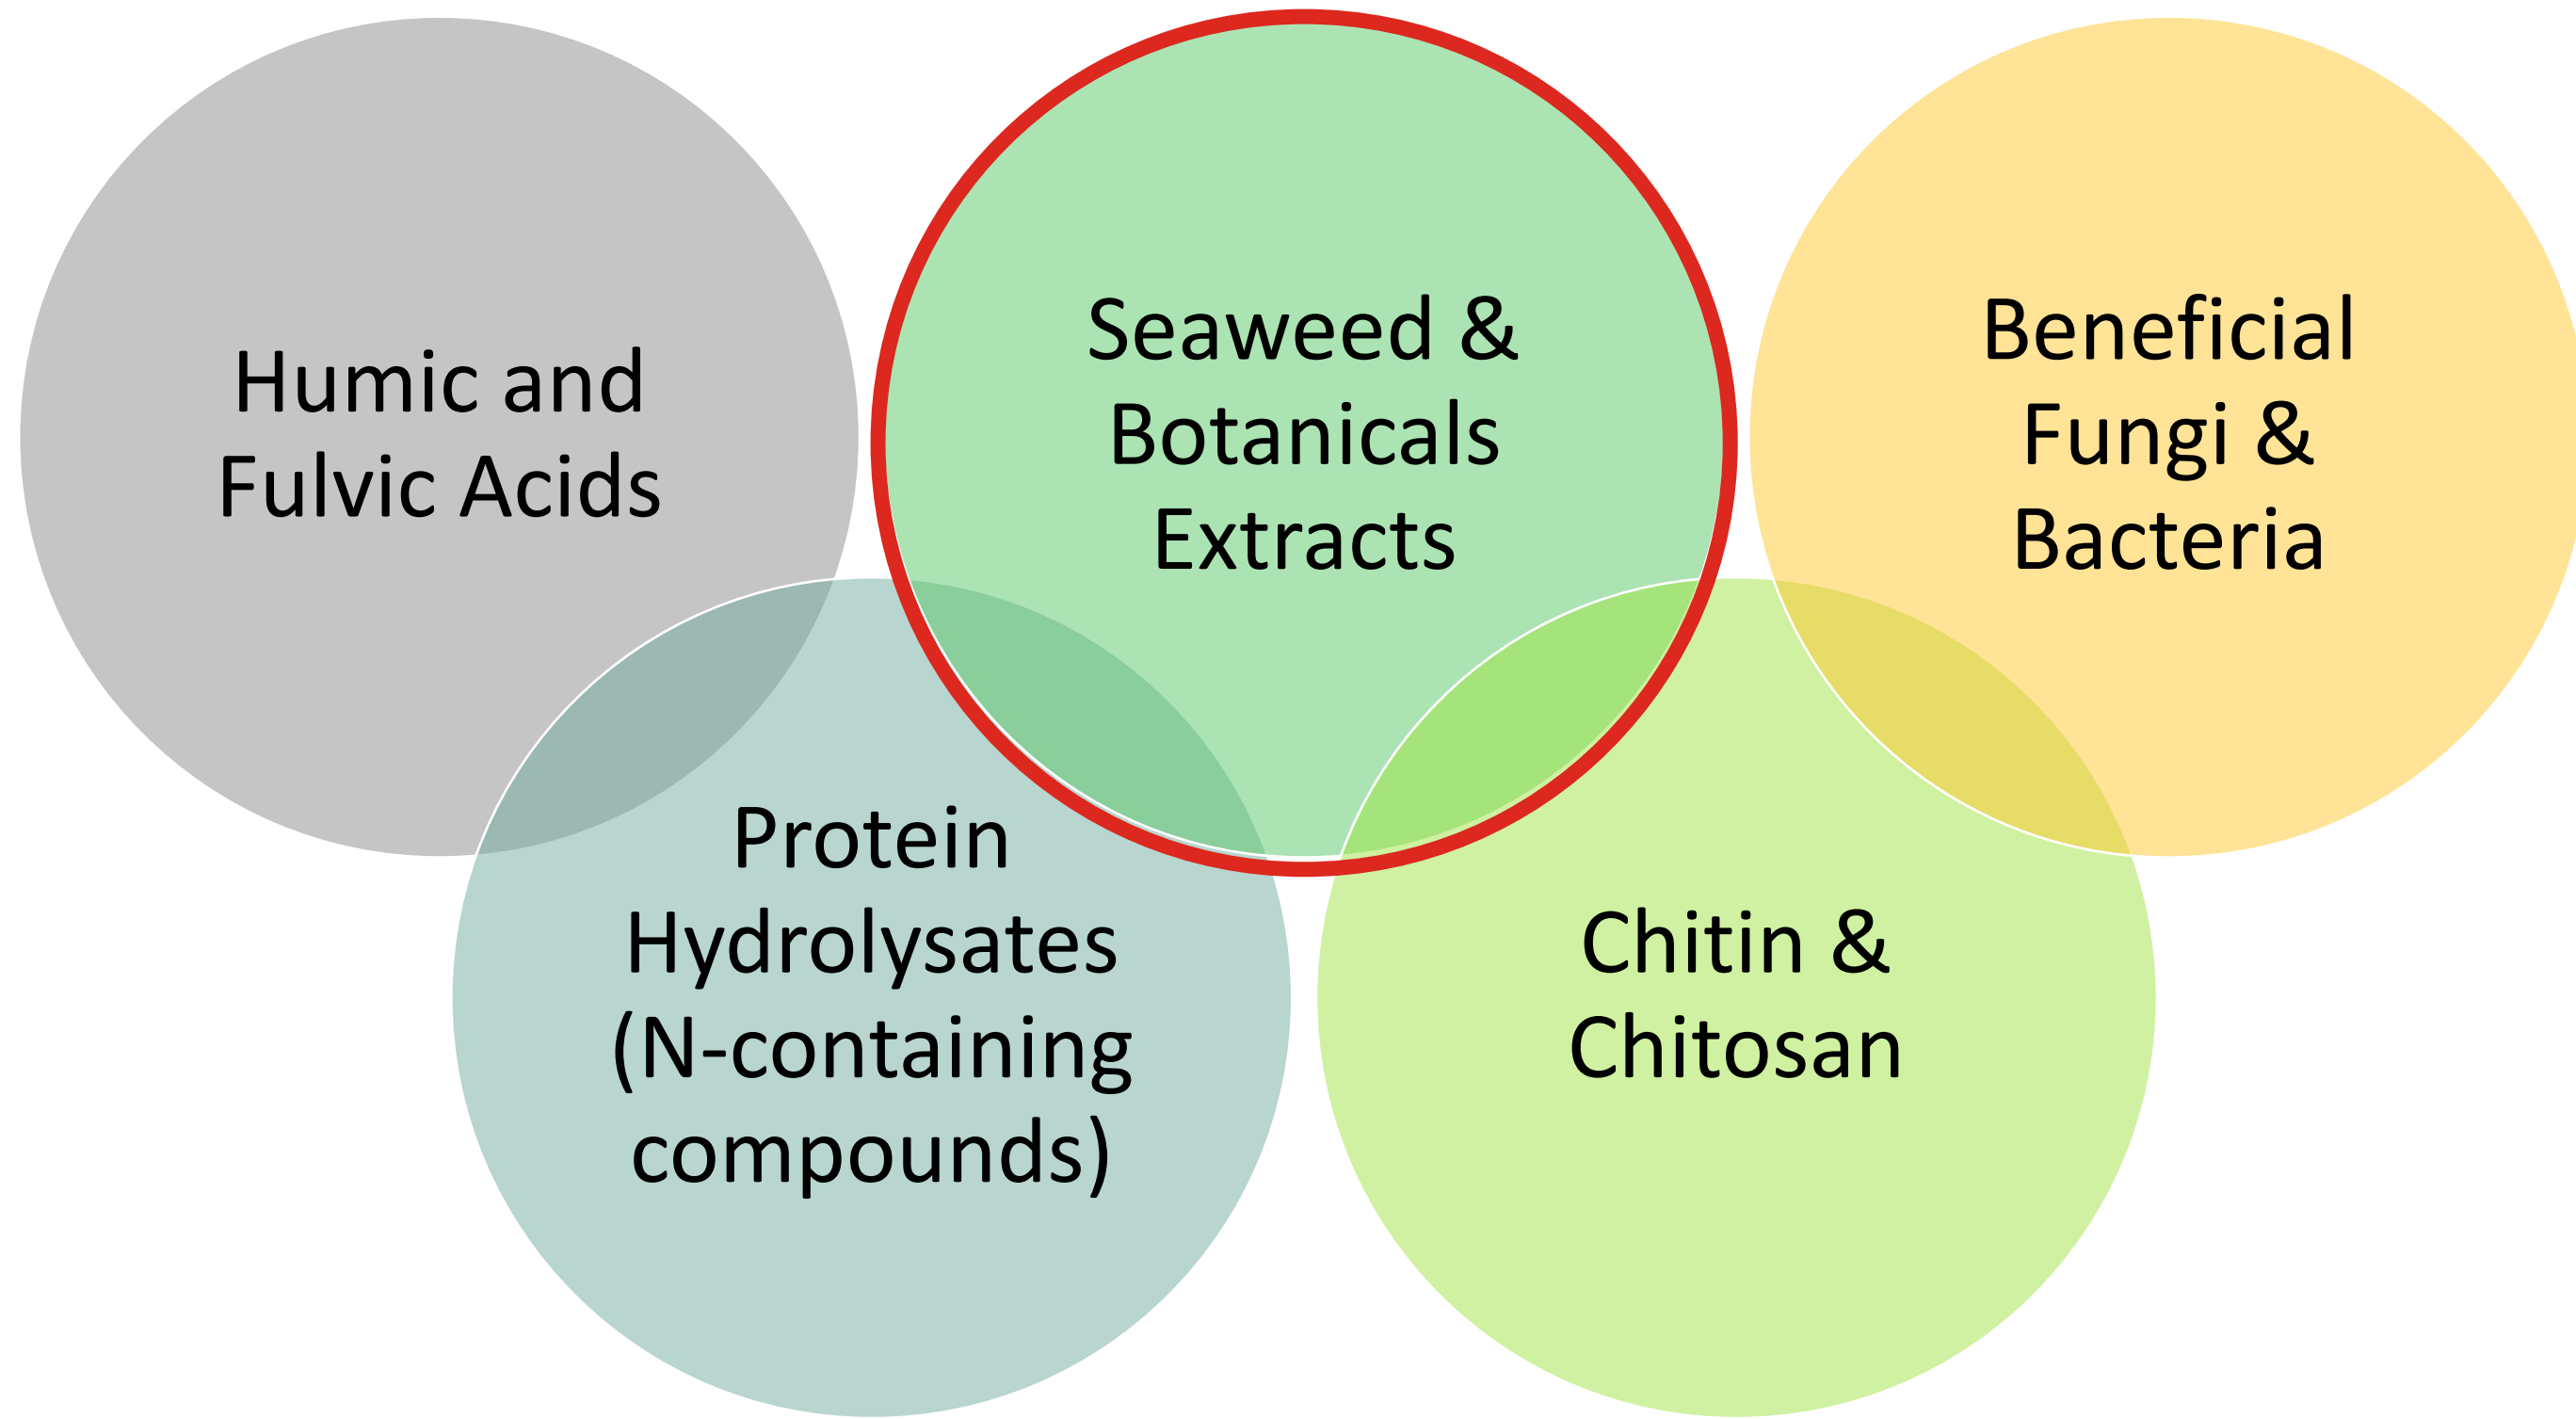 Humic and
Fulvic Acids
Seaweed &
Botanicals
Extracts
Beneficial
Fungi &
Bacteria
Protein
Hydrolysates
(N-containing
compounds)
Chitin &
Chitosan